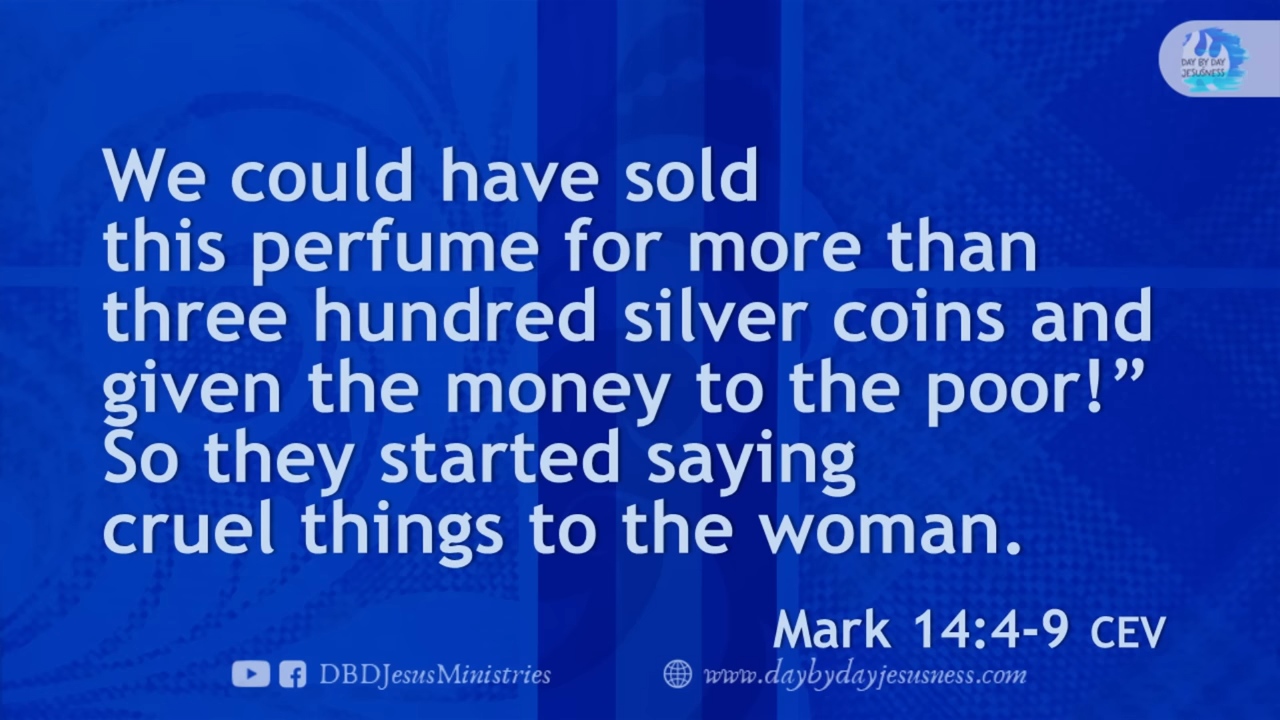 DAY BY DAY
JESUSNESS
We could have sold
this perfume for more than
three hundred silver coins and
given the money to the poor!”
So they started saying
cruel things to the woman.
Mark 14:4-9 CEV
DBDJesusMinistries
www.daybydayjesusness.com